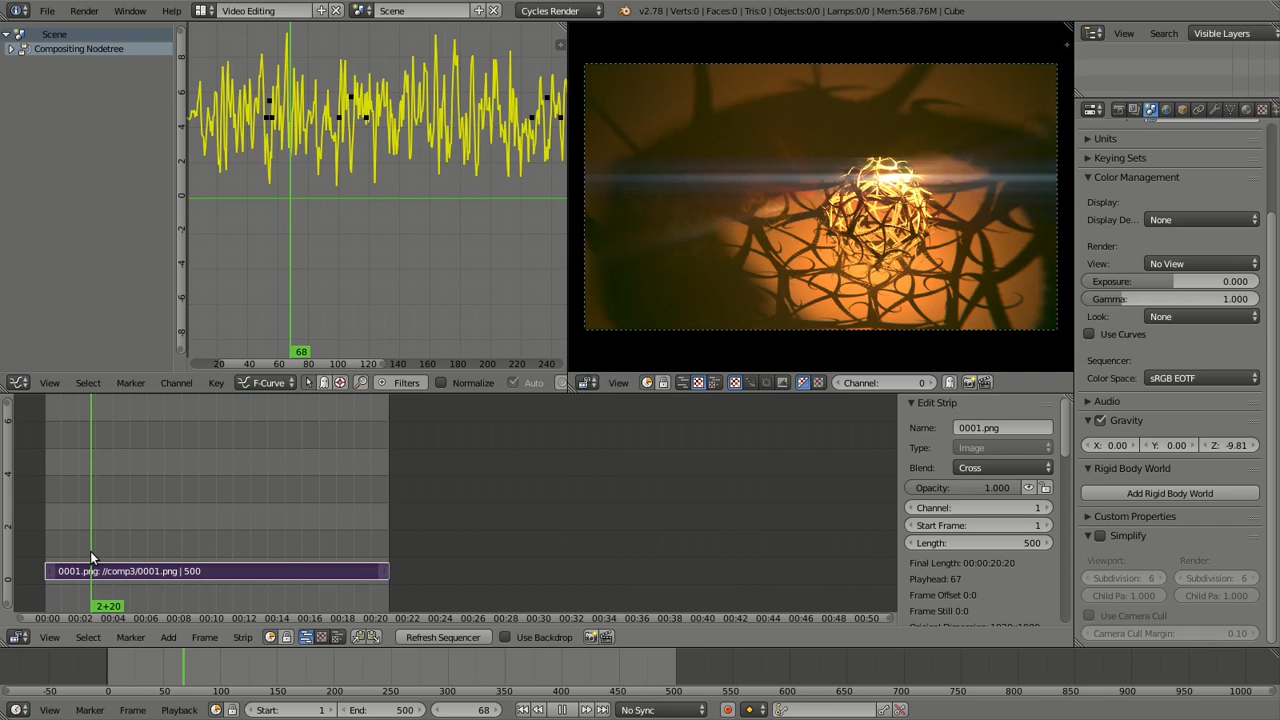 File Render Window Help Video Editing Scene Cycles Render v2.78 | Verts:0 | Faces:0 | Tris:0 | Objects:0/0 | Lamps:0/0 | Mem:568.76M | Cube
Scene
Compositing Nodetree
8
6
4
2
0
-2
-4
-6
-8
68
20 40 60 80 100 120 140 160 180 200 220 240
View Select Marker Channel Key F-Curve Filters Normalize Auto
View Channel: 0
View Search Visible Layers
Units
Keying Sets
Color Management
Display:
Display De... None
Render:
View: No View
Exposure: 0.000
Gamma: 1.000
Look: None
Use Curves
Sequencer:
Color Space: sRGB EOTF
Audio
Gravity
X: 0.00 Y: 0.00 Z: -9.81
Rigid Body World
Add Rigid Body World
Custom Properties
Simplify
Viewport: Render:
Subdivision: 6 Subdivision: 6
Child Pa: 1.000 Child Pa: 1.000
Use Camera Cull
Camera Cull Margin: 0.10
6
4
2
0
0001.png: //comp3/0001.png | 500
2+20
00:00 00:02 00:04 00:06 00:08 00:10 00:12 00:14 00:16 00:18 00:20 00:22 00:24 00:26 00:28 00:30 00:32 00:34 00:36 00:38 00:40 00:42 00:44 00:46 00:48 00:50
Edit Strip
Name: 0001.png
Type: Image
Blend: Cross
Opacity: 1.000
Channel: 1
Start Frame: 1
Length: 500
Final Length: 00:00:20:20
Playhead: 67
Frame Offset 0:0
Frame Still 0:0
View Select Marker Add Frame Strip Refresh Sequencer Use Backdrop
-50 0 50 100 150 200 250 300 350 400 450 500 550 600 650 700 750 800 850 900 950 1000
View Marker Frame Playback Start: 1 End: 500 68 No Sync